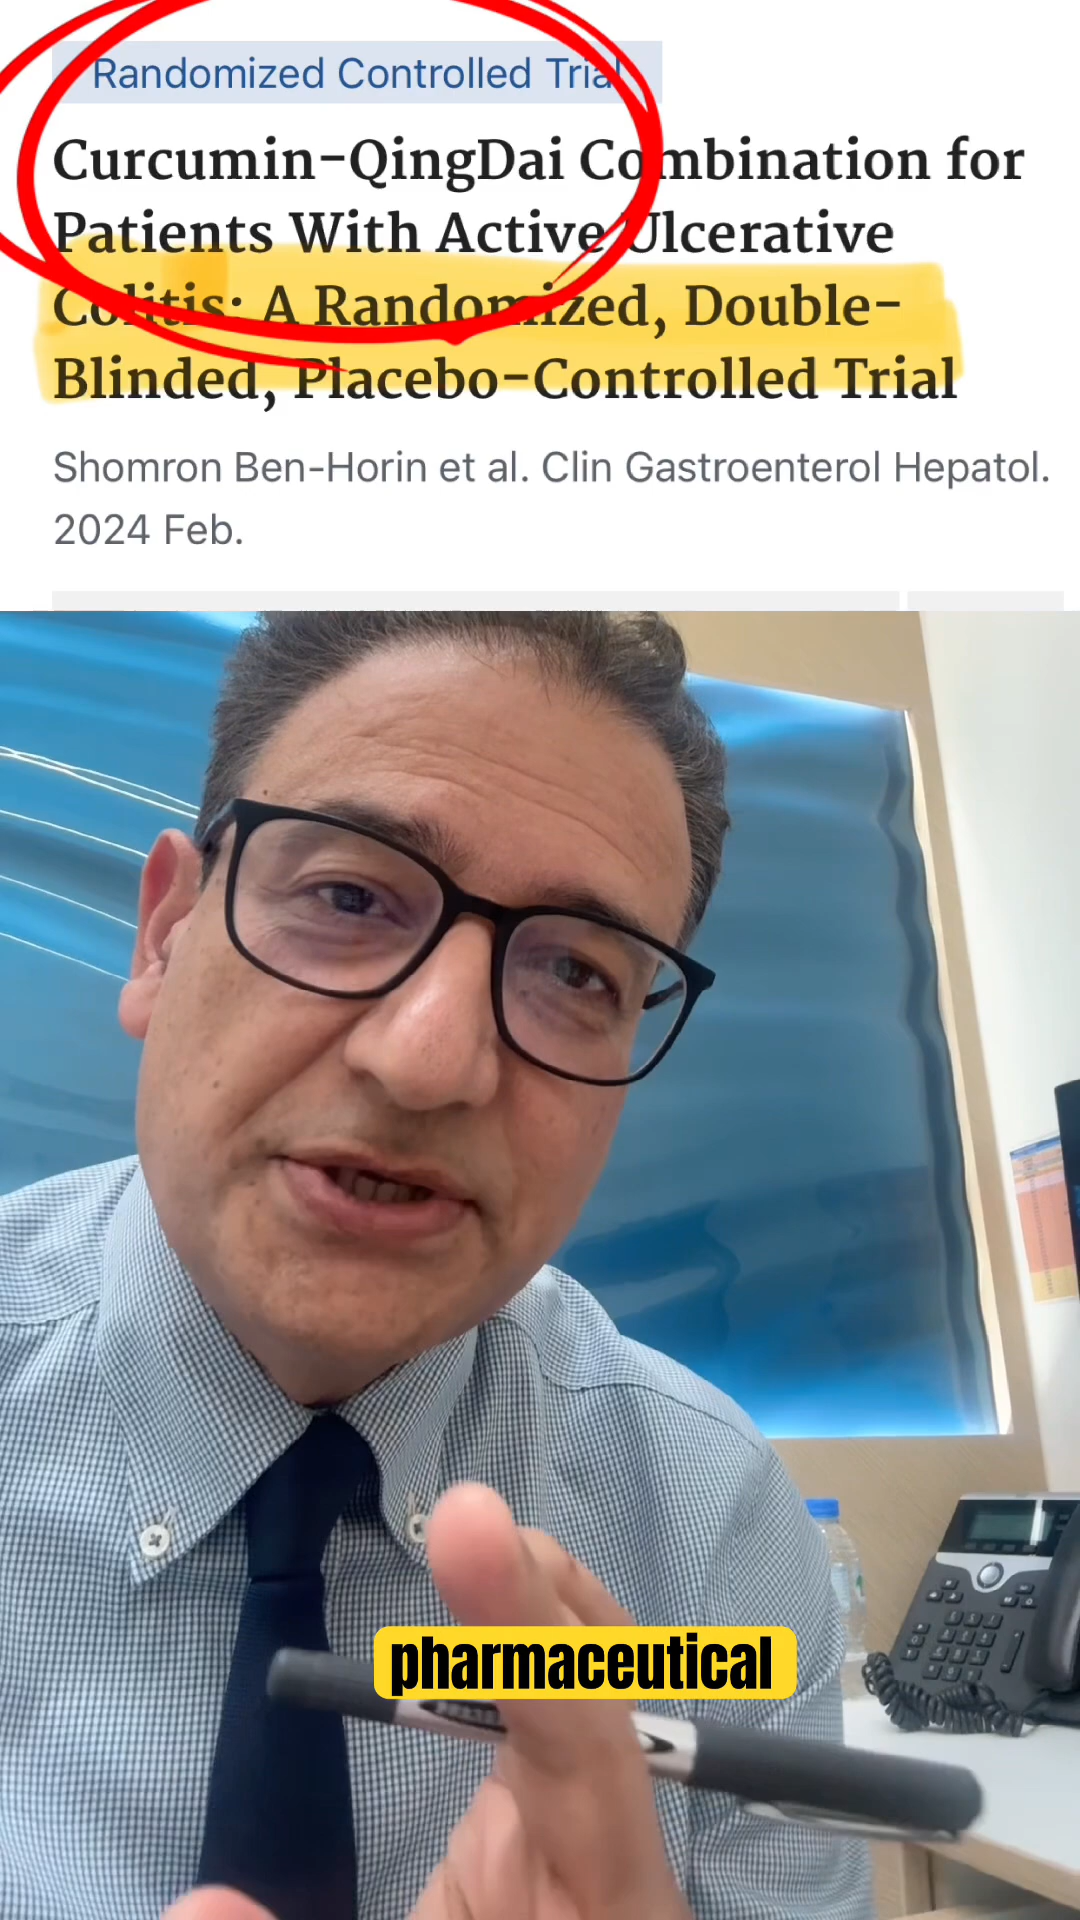 Randomized Controlled Trial
Curcumin-QingDai Combination for
Patients With Active Ulcerative
Colitis: A Randomized, Double-
Blinded, Placebo-Controlled Trial
Shomron Ben-Horin et al. Clin Gastroenterol Hepatol.
2024 Feb.
pharmaceutical